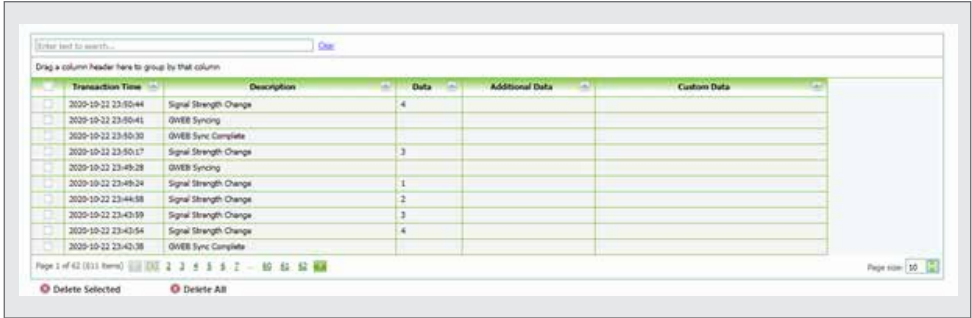 Enter text to search... Clear
Drag a column header here to group by that column
Transaction Time Description Data Additional Data Custom Data
2020-10-22 23:50:44 Signal Strength Change 4
2020-10-22 23:50:41 GWEB Syncing
2020-10-22 23:50:30 GWEB Sync Complete
2020-10-22 23:50:17 Signal Strength Change 3
2020-10-22 23:49:28 GWEB Syncing
2020-10-22 23:49:24 Signal Strength Change 1
2020-10-22 23:44:58 Signal Strength Change 2
2020-10-22 23:43:59 Signal Strength Change 3
2020-10-22 23:43:54 Signal Strength Change 4
2020-10-22 23:42:38 GWEB Sync Complete
Page 1 of 62 (611 items) 2 3 4 5 6 7 ... 60 61 62 Page size: 10
Delete Selected Delete All